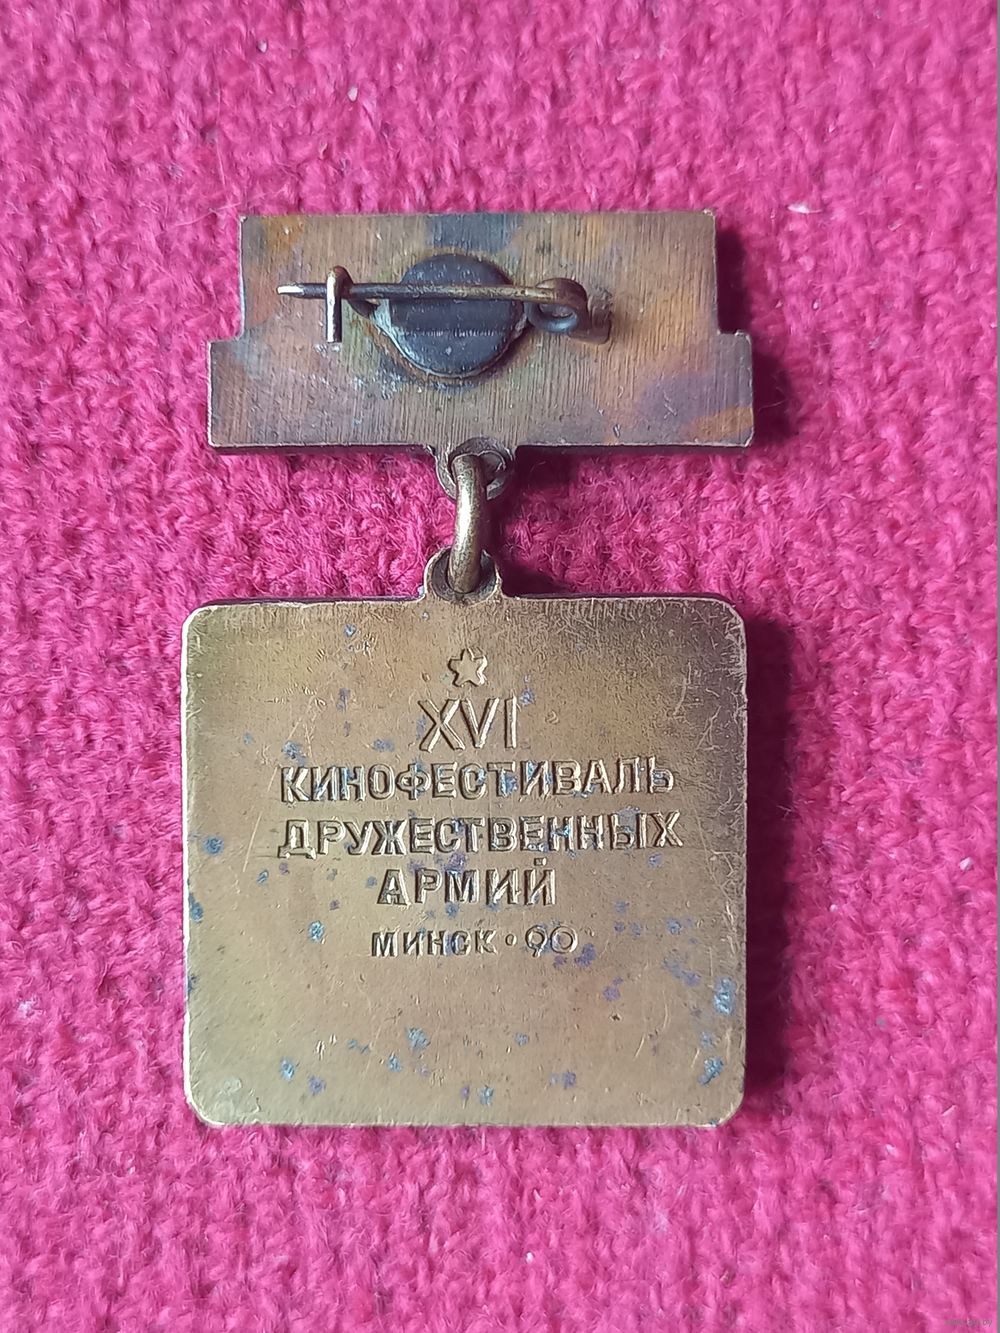 XVI
КИНОФЕСТИВАЛЬ
ДРУЖЕСТВЕННЫХ
АРМИЙ
МИНСК · 90